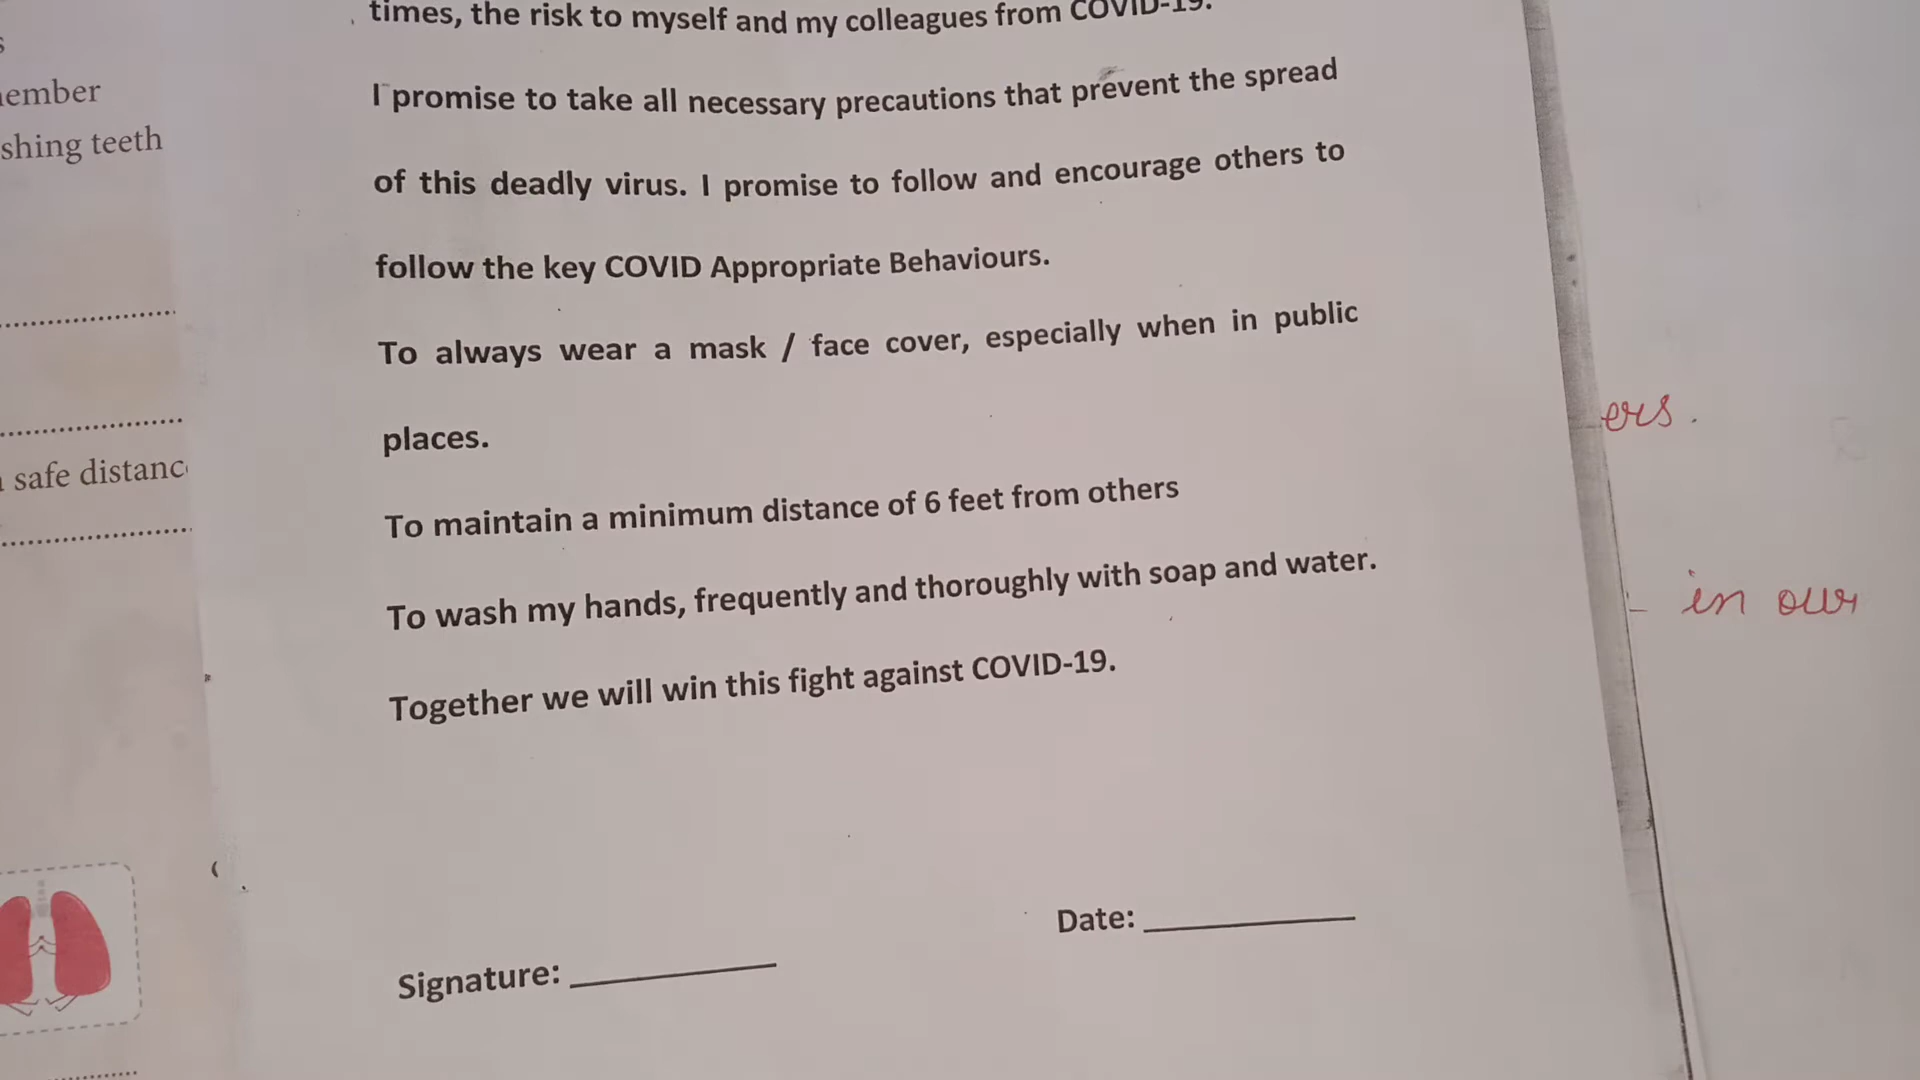 times, the risk to myself and my colleagues from COVID-19.
I promise to take all necessary precautions that prevent the spread
of this deadly virus. I promise to follow and encourage others to
follow the key COVID Appropriate Behaviours.
To always wear a mask / face cover, especially when in public
places.
To maintain a minimum distance of 6 feet from others
To wash my hands, frequently and thoroughly with soap and water.
Together we will win this fight against COVID-19.
Date:
Signature:
shing teeth
safe distanc
ers.
in our